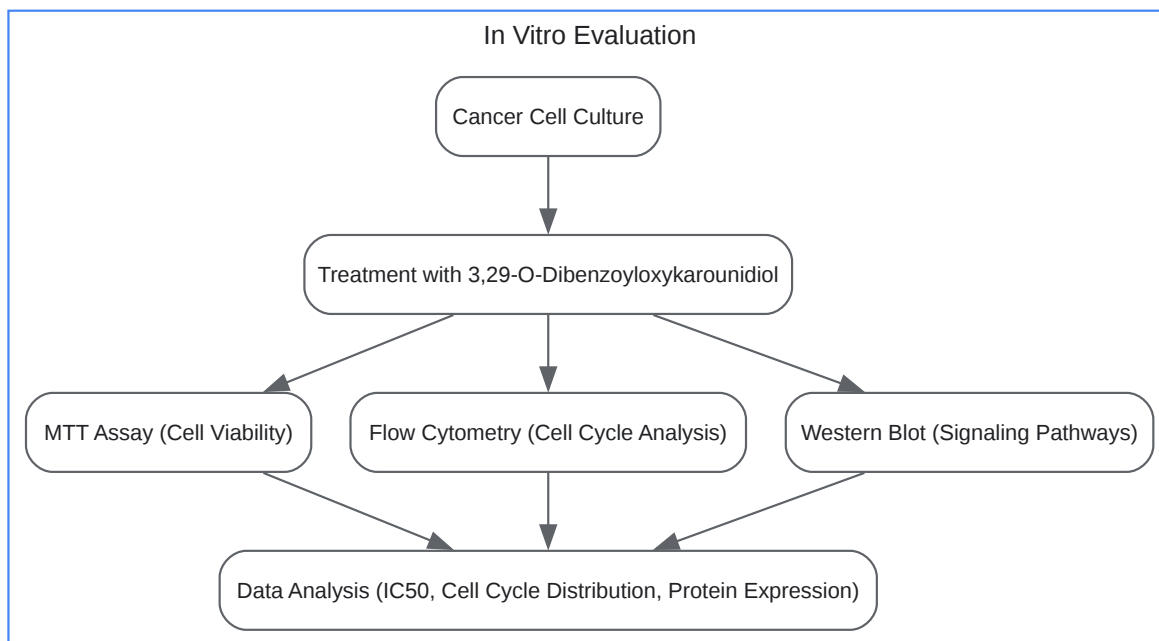 In Vitro Evaluation
Cancer Cell Culture
Treatment with 3,29-O-Dibenzoyloxykarounidiol
MTT Assay (Cell Viability)
Flow Cytometry (Cell Cycle Analysis)
Western Blot (Signaling Pathways)
Data Analysis (IC50, Cell Cycle Distribution, Protein Expression)